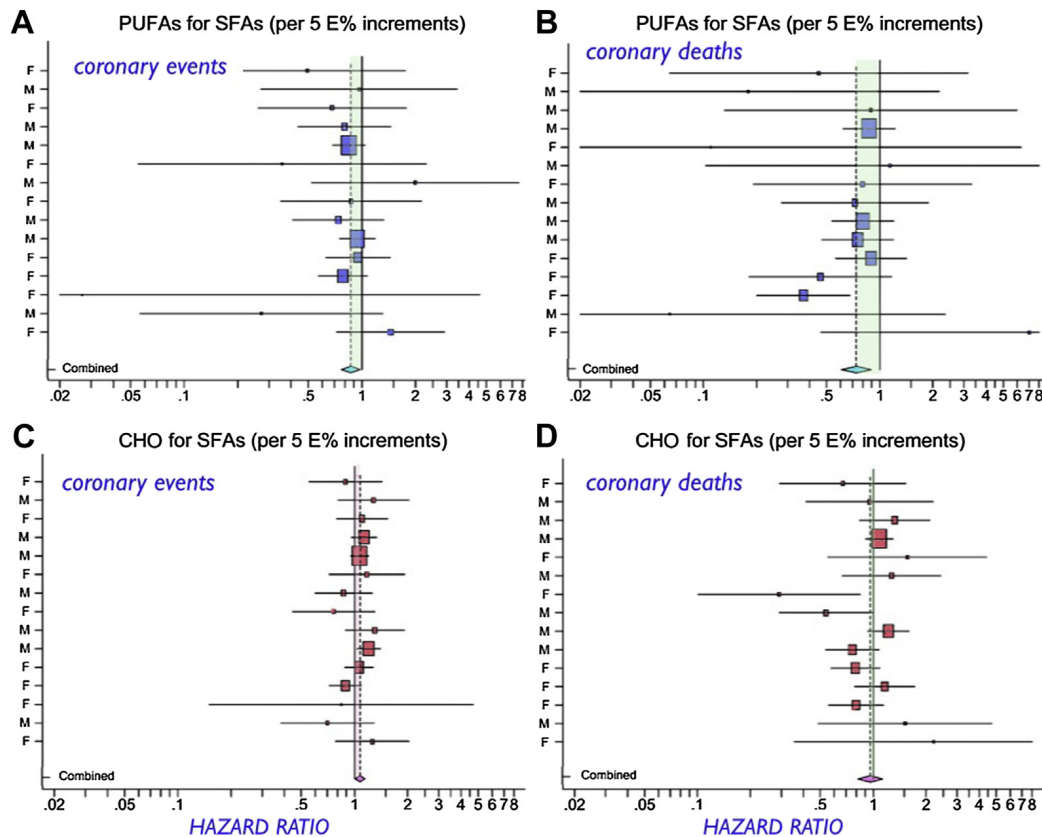 A
PUFAs for SFAs (per 5 E% increments)
coronary events
F
M
F
M
M
F
M
F
M
M
F
F
F
M
F
Combined
.02 .1 .5 1 2 3 4 5 6 7 8
B
PUFAs for SFAs (per 5 E% increments)
coronary deaths
F
M
M
M
F
M
F
M
M
M
F
F
F
M
F
Combined
.02 .1 .5 1 2 3 4 5 6 7 8
C
CHO for SFAs (per 5 E% increments)
coronary events
F
M
F
M
M
F
M
F
M
M
F
F
F
M
F
Combined
.02 .1 .5 1 2 3 4 5 6 7 8
HAZARD RATIO
D
CHO for SFAs (per 5 E% increments)
coronary deaths
F
M
M
M
F
M
F
M
M
M
F
F
F
M
F
Combined
.02 .1 .5 1 2 3 4 5 6 7 8
HAZARD RATIO